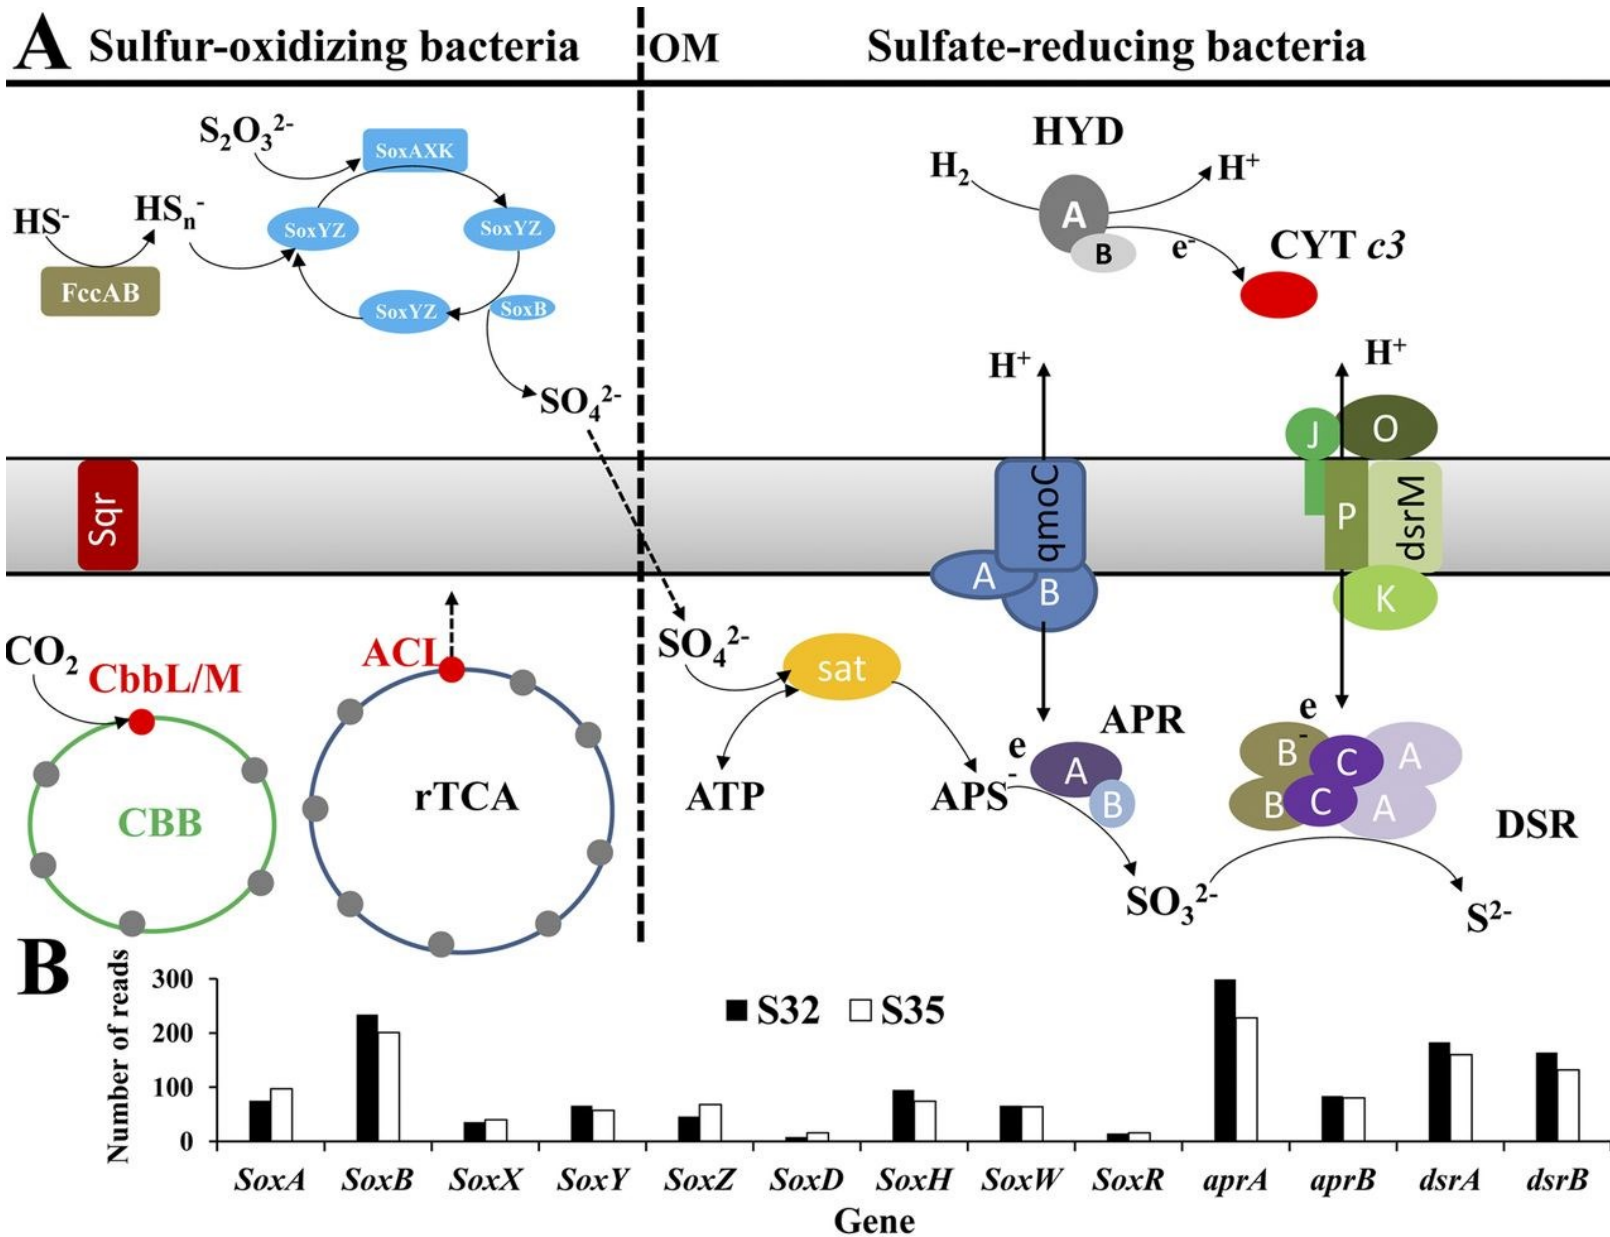 A Sulfur-oxidizing bacteria OM Sulfate-reducing bacteria
S₂O₃²⁻
SoxAXK
HS⁻
HSₙ⁻
SoxYZ
SoxYZ
FccAB
SoxYZ
SoxB
SO₄²⁻
HYD
H₂
H⁺
A
B
e⁻
CYT c3
H⁺
H⁺
J
O
Sqr
qmoC
P
dsrM
A
B
K
CO₂
CbbL/M
CBB
ACL
rTCA
SO₄²⁻
sat
ATP
APS
e⁻
APR
A
B
e⁻
B
C
A
B
C
A
DSR
SO₃²⁻
S²⁻
B
Number of reads
300
200
100
0
S32 S35
SoxA SoxB SoxX SoxY SoxZ SoxD SoxH SoxW SoxR aprA aprB dsrA dsrB
Gene